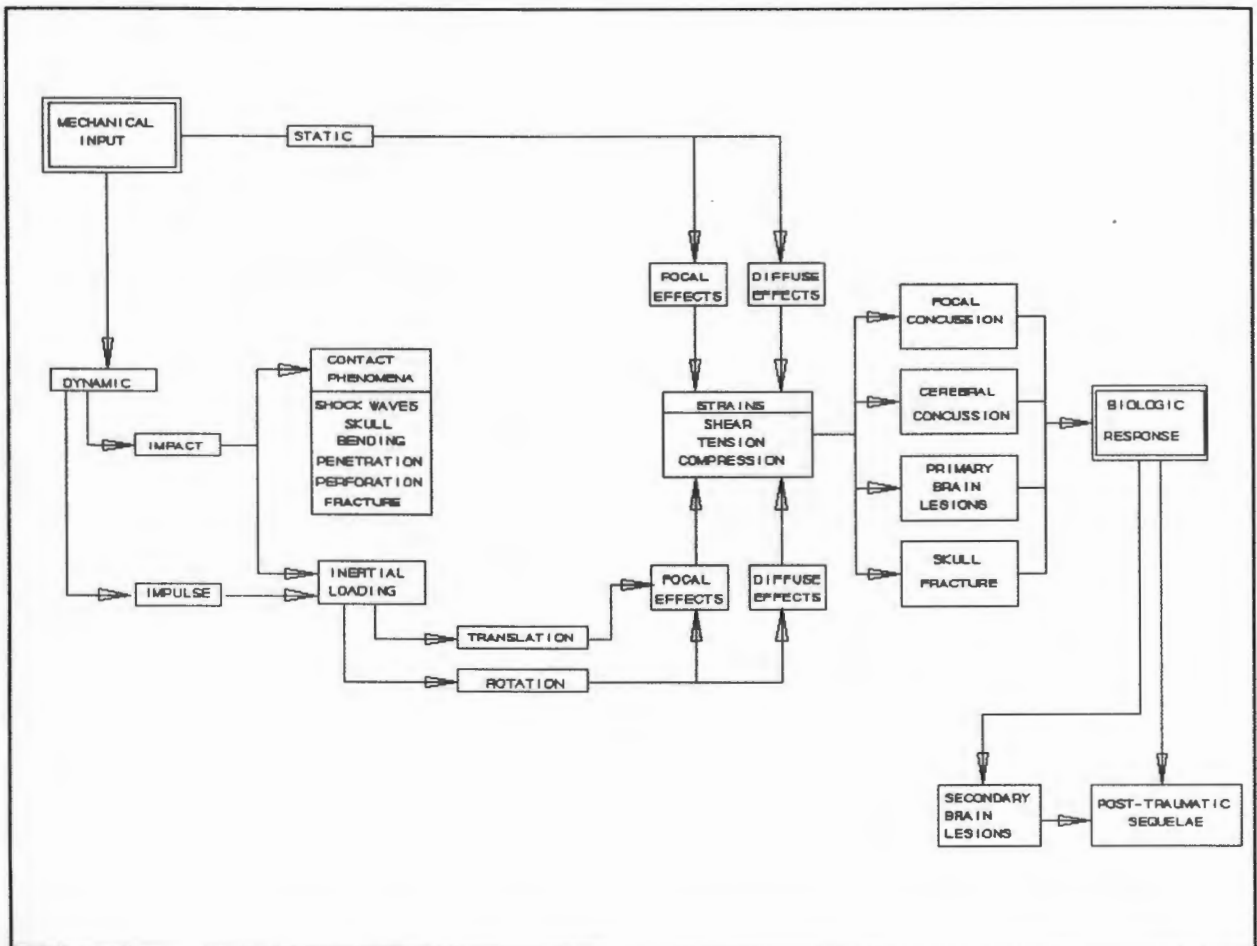 MECHANICAL
INPUT
STATIC
FOCAL
EFFECTS
DIFFUSE
EFFECTS
DYNAMIC
IMPACT
CONTACT
PHENOMENA
SHOCK WAVES
SKULL
BENDING
PENETRATION
PERFORATION
FRACTURE
STRAINS
SHEAR
TENSION
COMPRESSION
FOCAL
CONCUSSION
CEREBRAL
CONCUSSION
PRIMARY
BRAIN
LESIONS
SKULL
FRACTURE
BIOLOGIC
RESPONSE
IMPULSE
INERTIAL
LOADING
TRANSLATION
ROTATION
FOCAL
EFFECTS
DIFFUSE
EFFECTS
SECONDARY
BRAIN
LESIONS
POST-TRAUMATIC
SEQUELAE